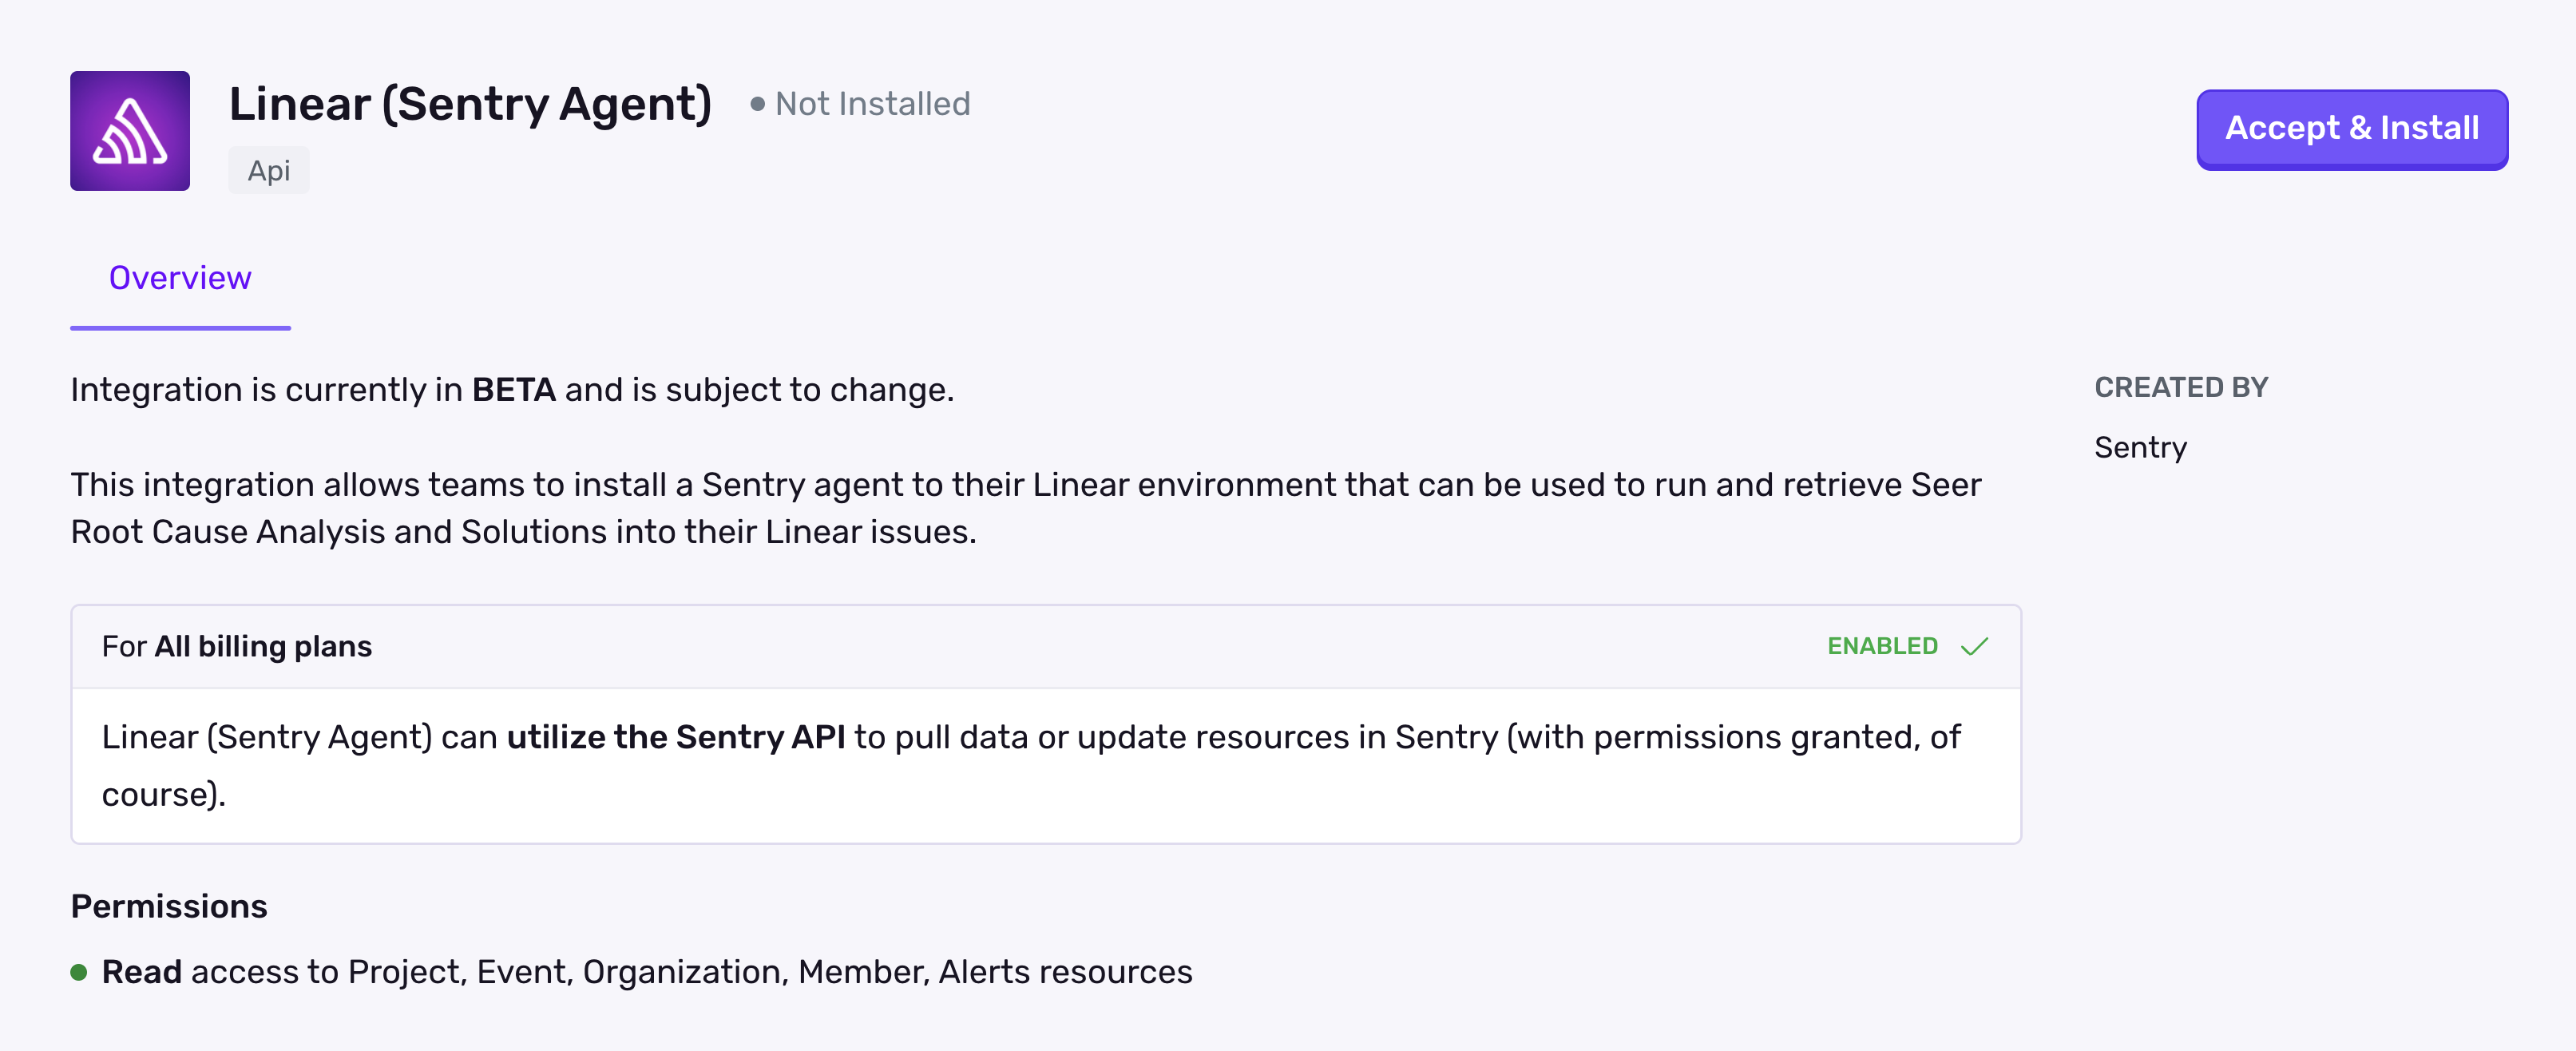 Linear (Sentry Agent)
Not Installed
Api
Accept & Install
Overview
Integration is currently in BETA and is subject to change.
This integration allows teams to install a Sentry agent to their Linear environment that can be used to run and retrieve Seer
Root Cause Analysis and Solutions into their Linear issues.
CREATED BY
Sentry
For All billing plans
ENABLED
Linear (Sentry Agent) can utilize the Sentry API to pull data or update resources in Sentry (with permissions granted, of
course).
Permissions
Read access to Project, Event, Organization, Member, Alerts resources